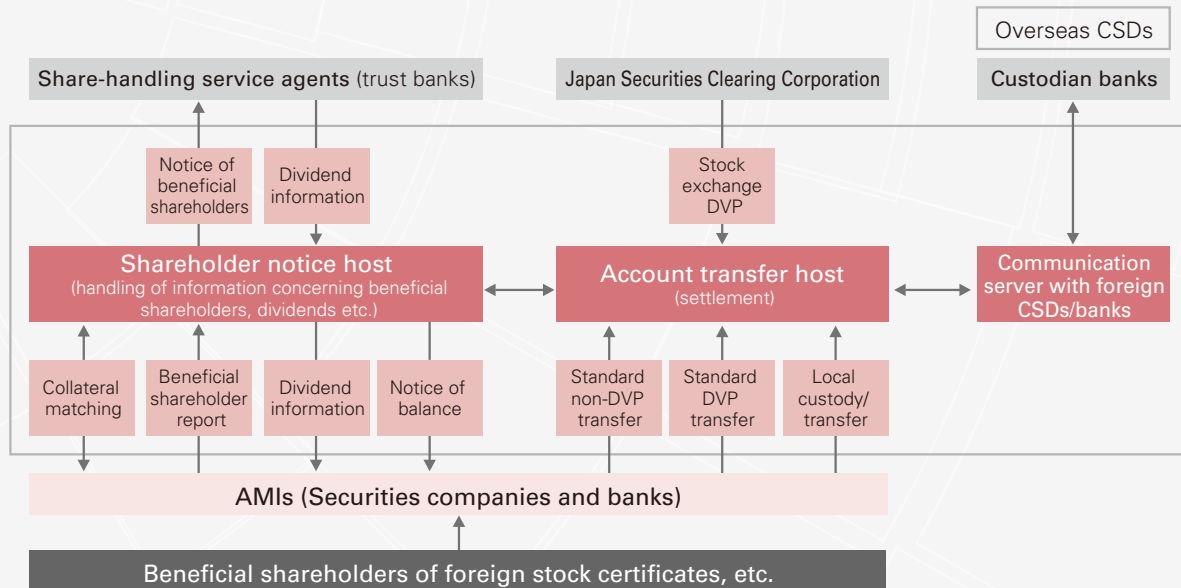 Overseas CSDs
Share-handling service agents (trust banks)
Japan Securities Clearing Corporation
Custodian banks
Notice of
beneficial
shareholders
Dividend
information
Stock
exchange
DVP
Shareholder notice host
(handling of information concerning beneficial
shareholders, dividends etc.)
Account transfer host
(settlement)
Communication
server with foreign
CSDs/banks
Collateral
matching
Beneficial
shareholder
report
Dividend
information
Notice of
balance
Standard
non-DVP
transfer
Standard
DVP
transfer
Local
custody/
transfer
AMIs (Securities companies and banks)
Beneficial shareholders of foreign stock certificates, etc.